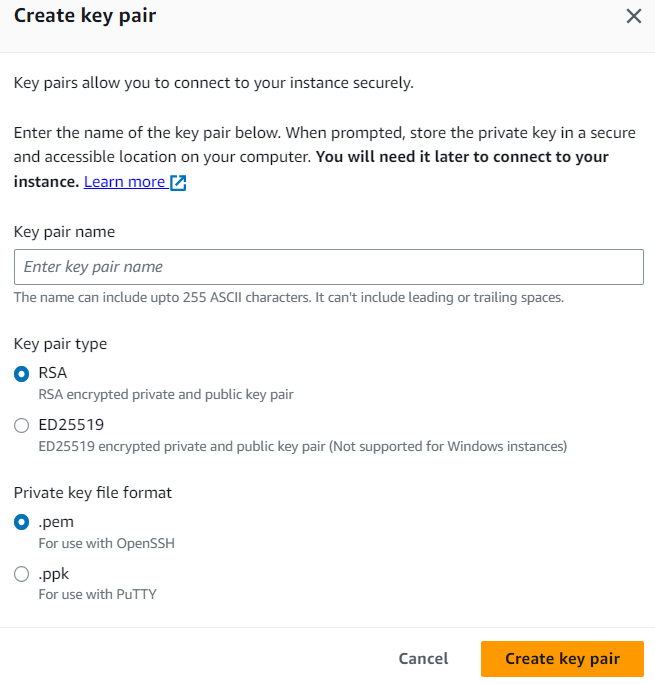 Create key pair
Key pairs allow you to connect to your instance securely.
Enter the name of the key pair below. When prompted, store the private key in a secure
and accessible location on your computer. You will need it later to connect to your
instance. Learn more
Key pair name
Enter key pair name
The name can include upto 255 ASCII characters. It can't include leading or trailing spaces.
Key pair type
RSA
RSA encrypted private and public key pair
ED25519
ED25519 encrypted private and public key pair (Not supported for Windows instances)
Private key file format
.pem
For use with OpenSSH
.ppk
For use with PuTTY
Cancel
Create key pair